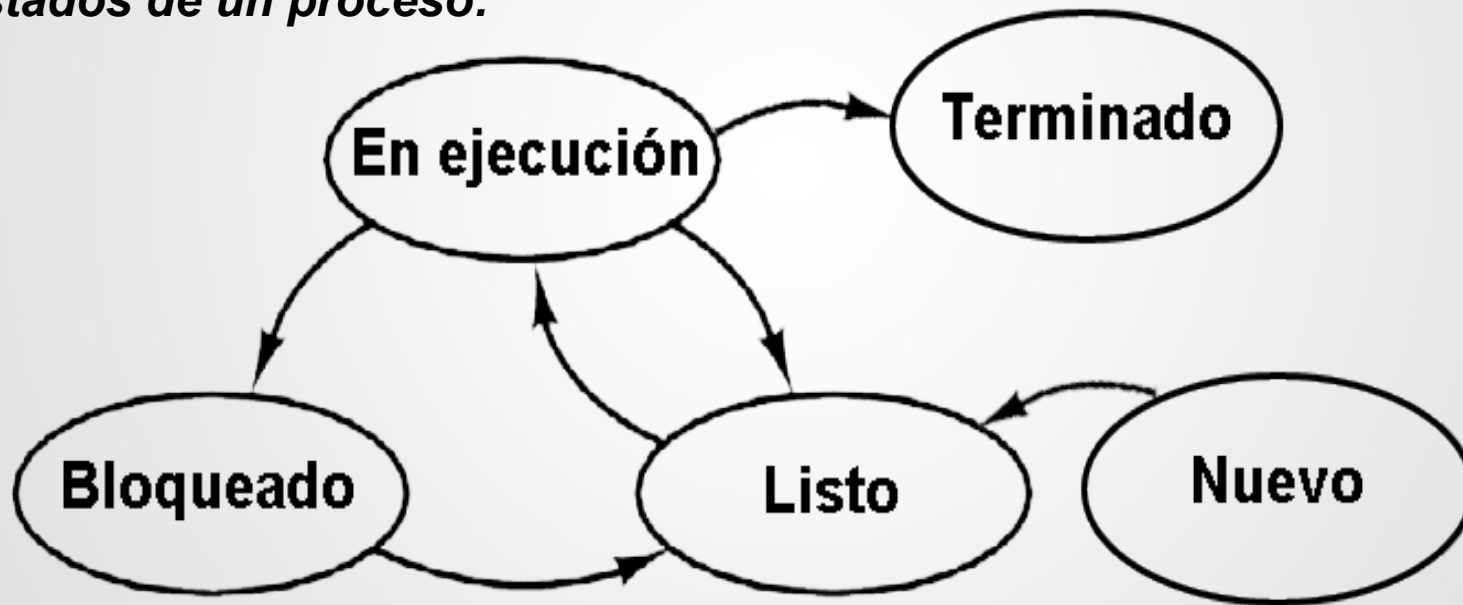 stados de un proceso.
Terminado
En ejecución
Bloqueado
Listo
Nuevo